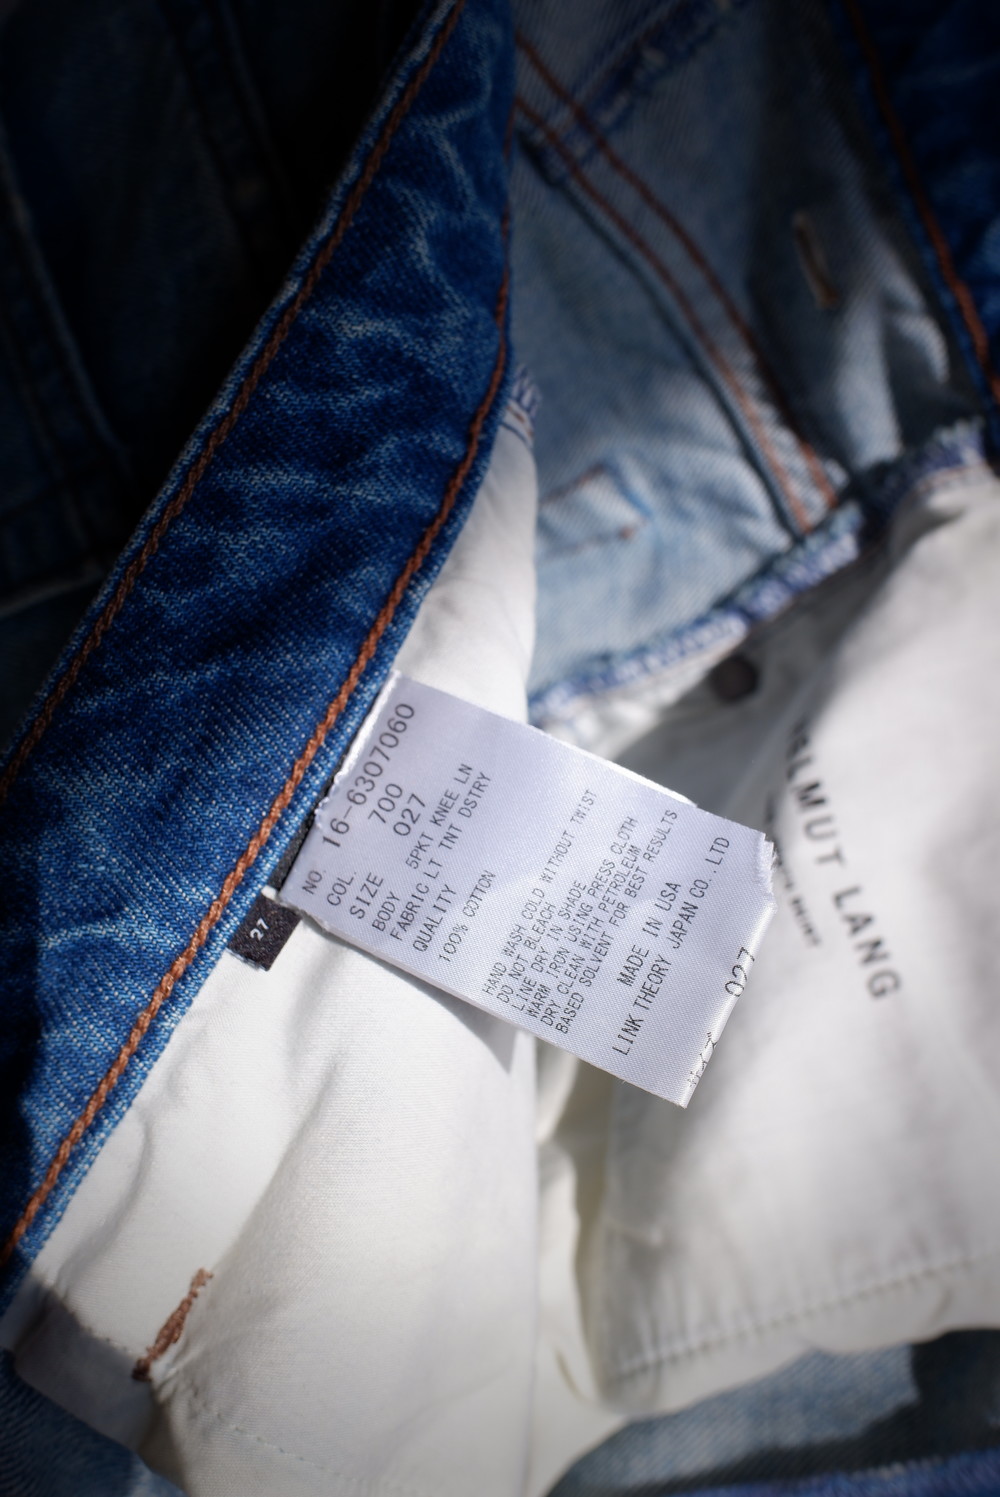 NO. 16-6307060
COL. 700
SIZE 027
BODY 5PKT KNEE LN
FABRIC LT TNT DSTRY
QUALITY
100% COTTON
HAND WASH COLD WITHOUT TWIST
DO NOT BLEACH
LINE DRY IN SHADE
WARM IRON USING PRESS CLOTH
DRY CLEAN WITH PETROLEUM
BASED SOLVENT FOR BEST RESULTS
MADE IN USA
LINK THEORY JAPAN CO., LTD
027
27
HELMUT LANG